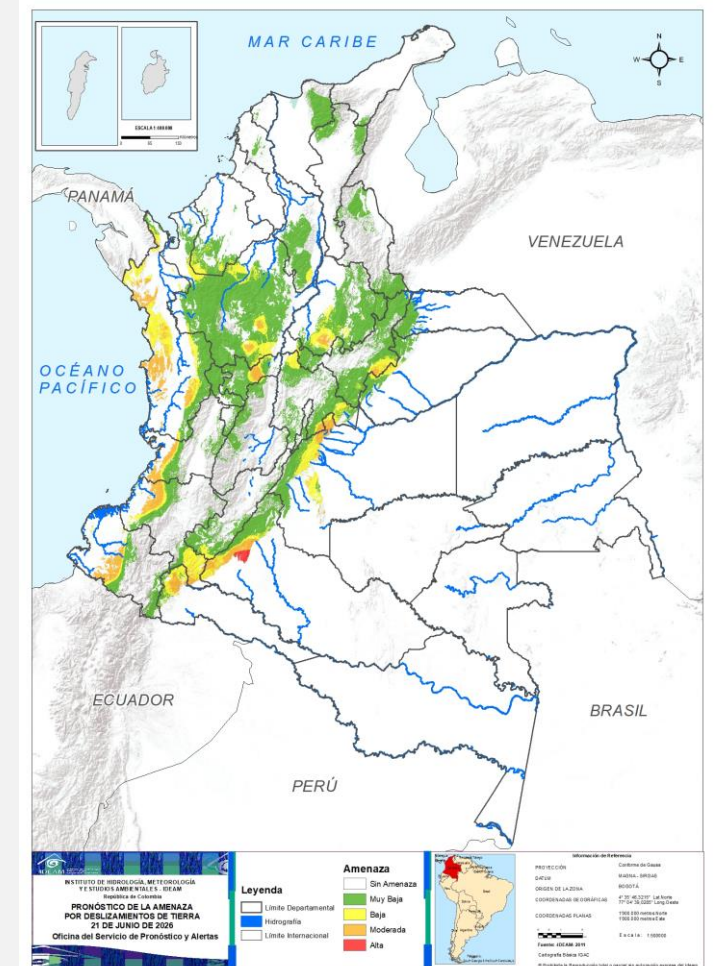 MAR CARIBE
N
W E
S
ESCALA 1:600.000
PANAMÁ
VENEZUELA
OCÉANO
PACÍFICO
ECUADOR
BRASIL
PERÚ
IDEAM
INSTITUTO DE HIDROLOGÍA, METEOROLOGÍA
Y ESTUDIOS AMBIENTALES - IDEAM
República de Colombia
PRONÓSTICO DE LA AMENAZA
POR DESLIZAMIENTOS DE TIERRA
21 DE JUNIO DE 2026
Oficina del Servicio de Pronóstico y Alertas
Leyenda
Límite Departamental
Hidrografía
Límite Internacional
Amenaza
Sin Amenaza
Muy Baja
Baja
Moderada
Alta
Información de Referencia
PROYECCIÓN Conforme de Gauss
DATUM MAGNA - SIRGAS
ORIGEN DE LA ZONA BOGOTÁ
COORDENADAS GEOGRÁFICAS
COORDENADAS PLANAS
Fuente: IDEAM 2011
Cartografía Básica IGAC